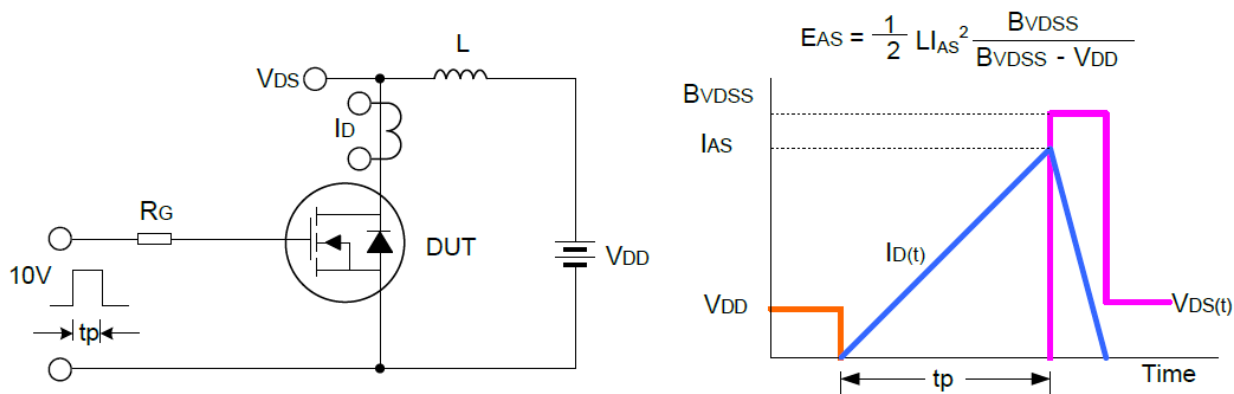 L
VDS
ID
RG
10V
tp
DUT
VDD
EAS = 1/2 LIAS² BVDSS / BVDSS - VDD
BVDSS
IAS
ID(t)
VDD
VDS(t)
tp
Time